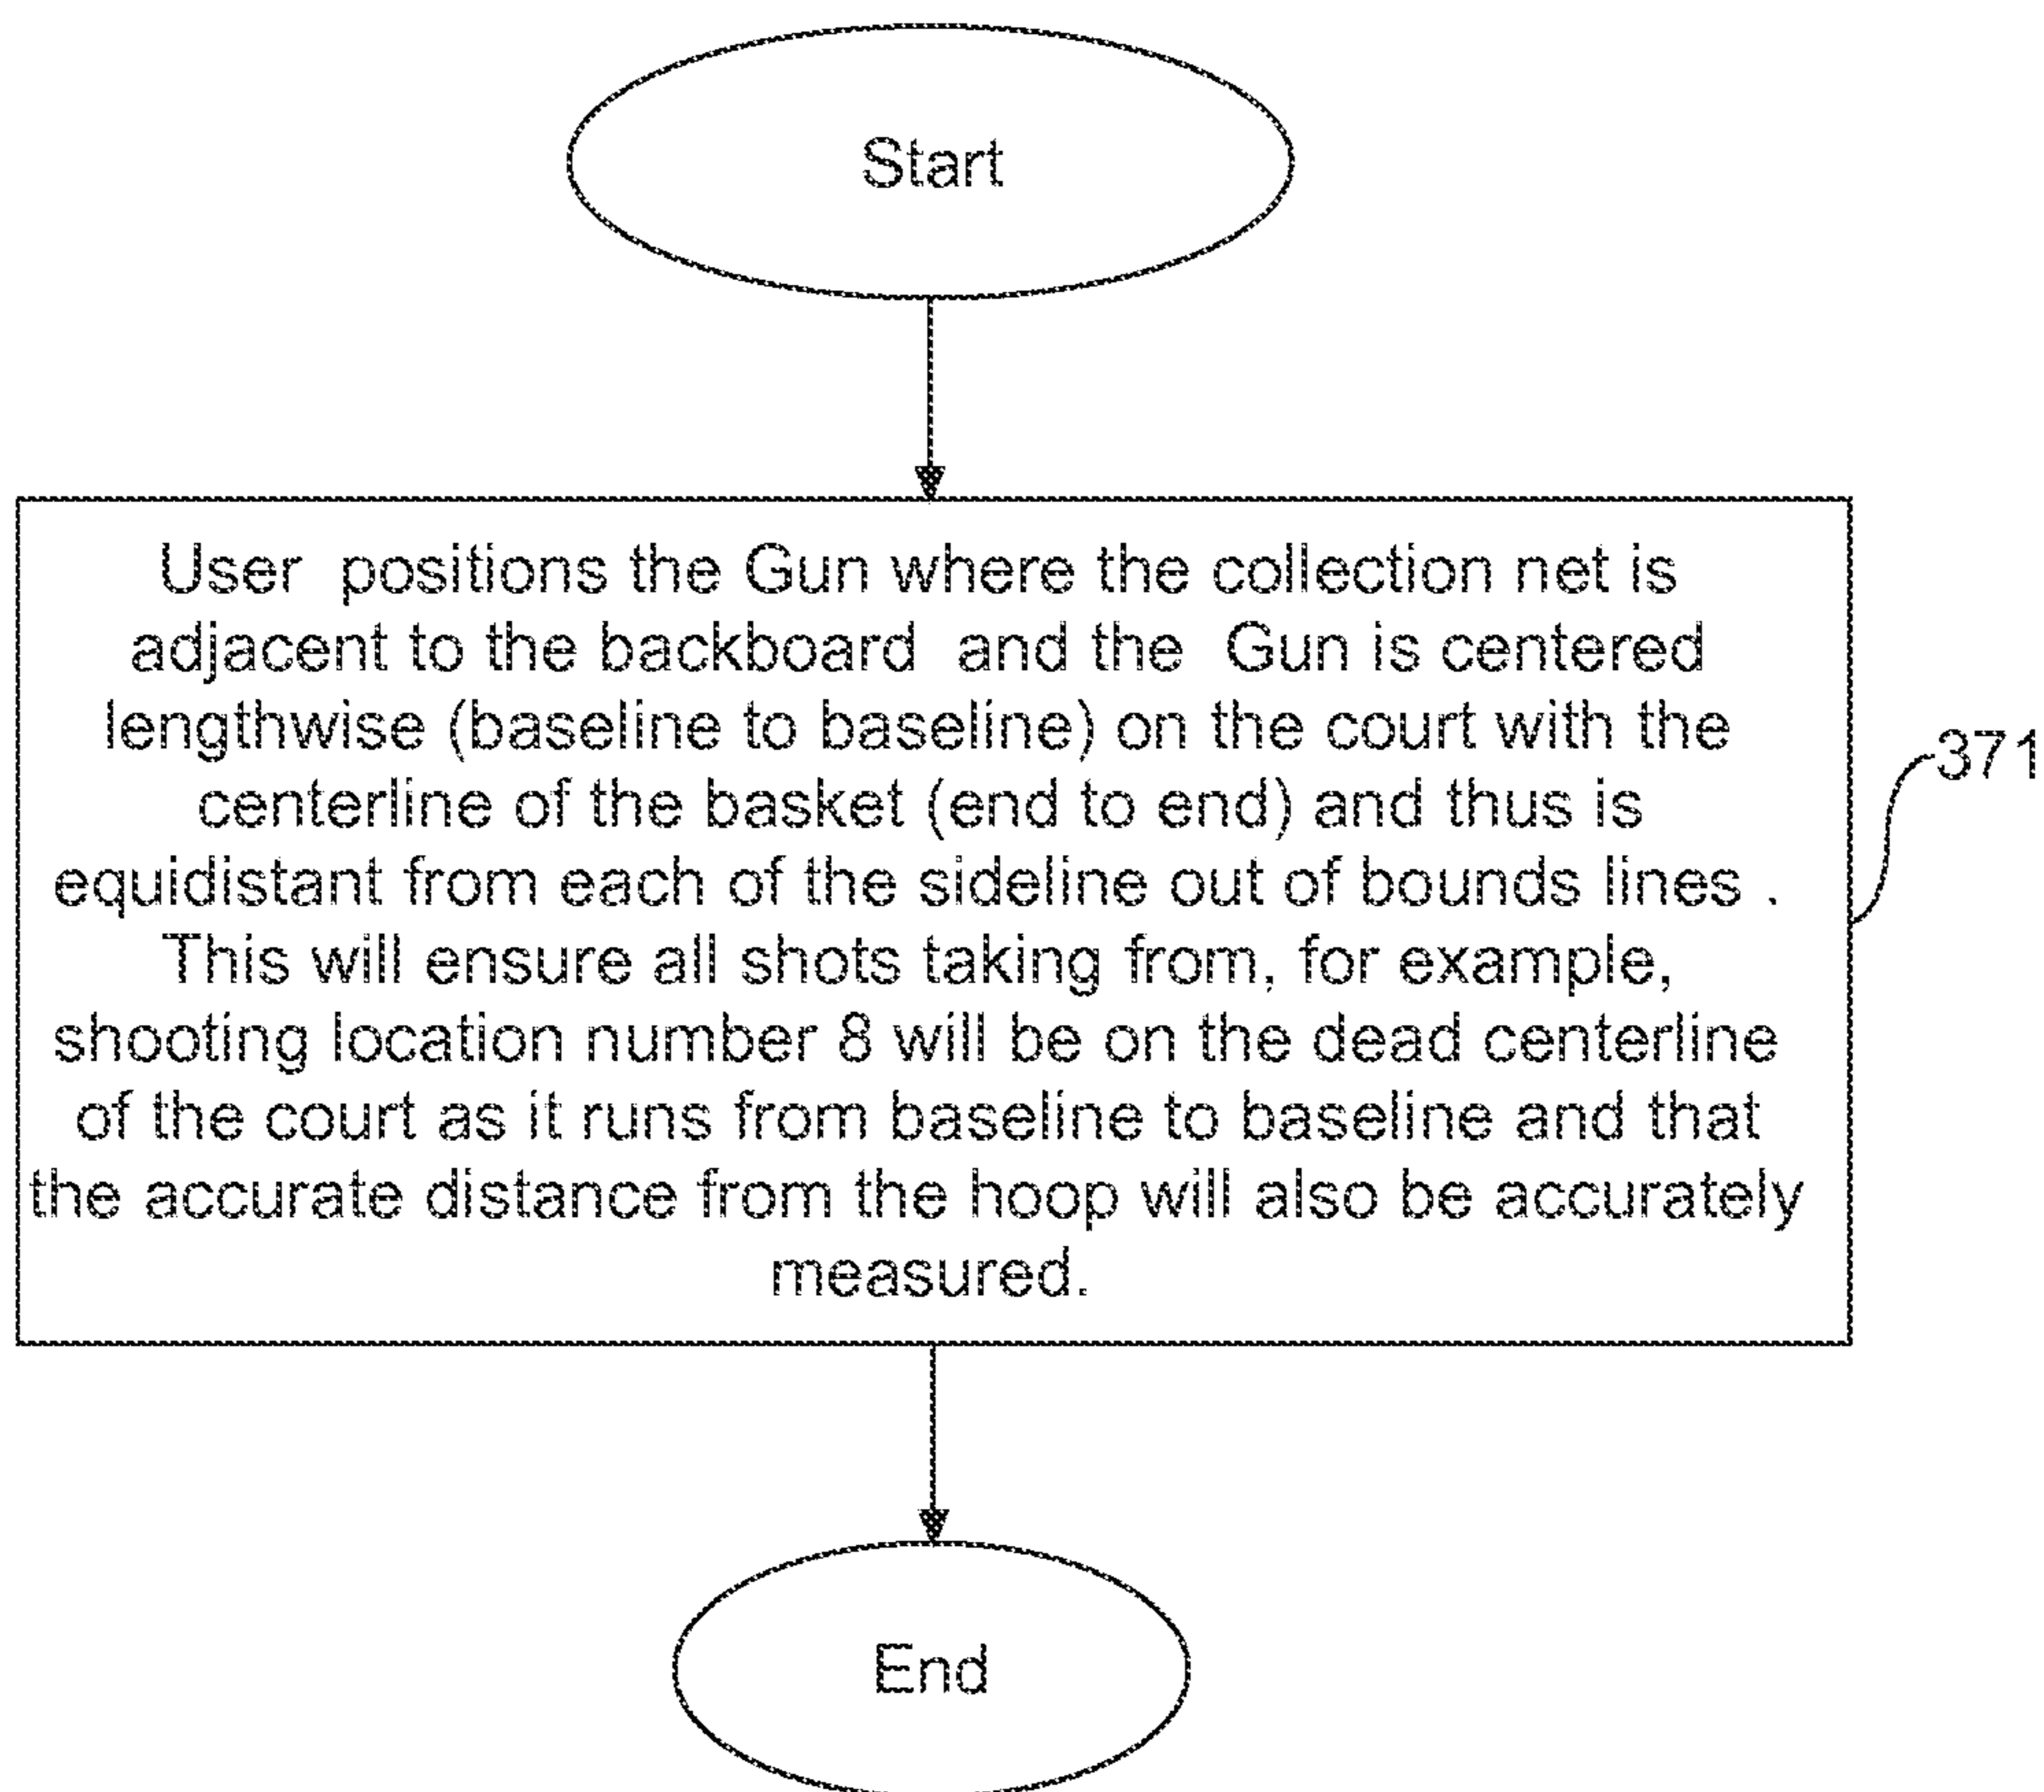 Start
User positions the Gun where the collection net is
adjacent to the backboard and the Gun is centered
lengthwise (baseline to baseline) on the court with the
centerline of the basket (end to end) and thus is
equidistant from each of the sideline out of bounds lines .
This will ensure all shots taking from, for example,
shooting location number 8 will be on the dead centerline
of the court as it runs from baseline to baseline and that
the accurate distance from the hoop will also be accurately
measured.
371
End